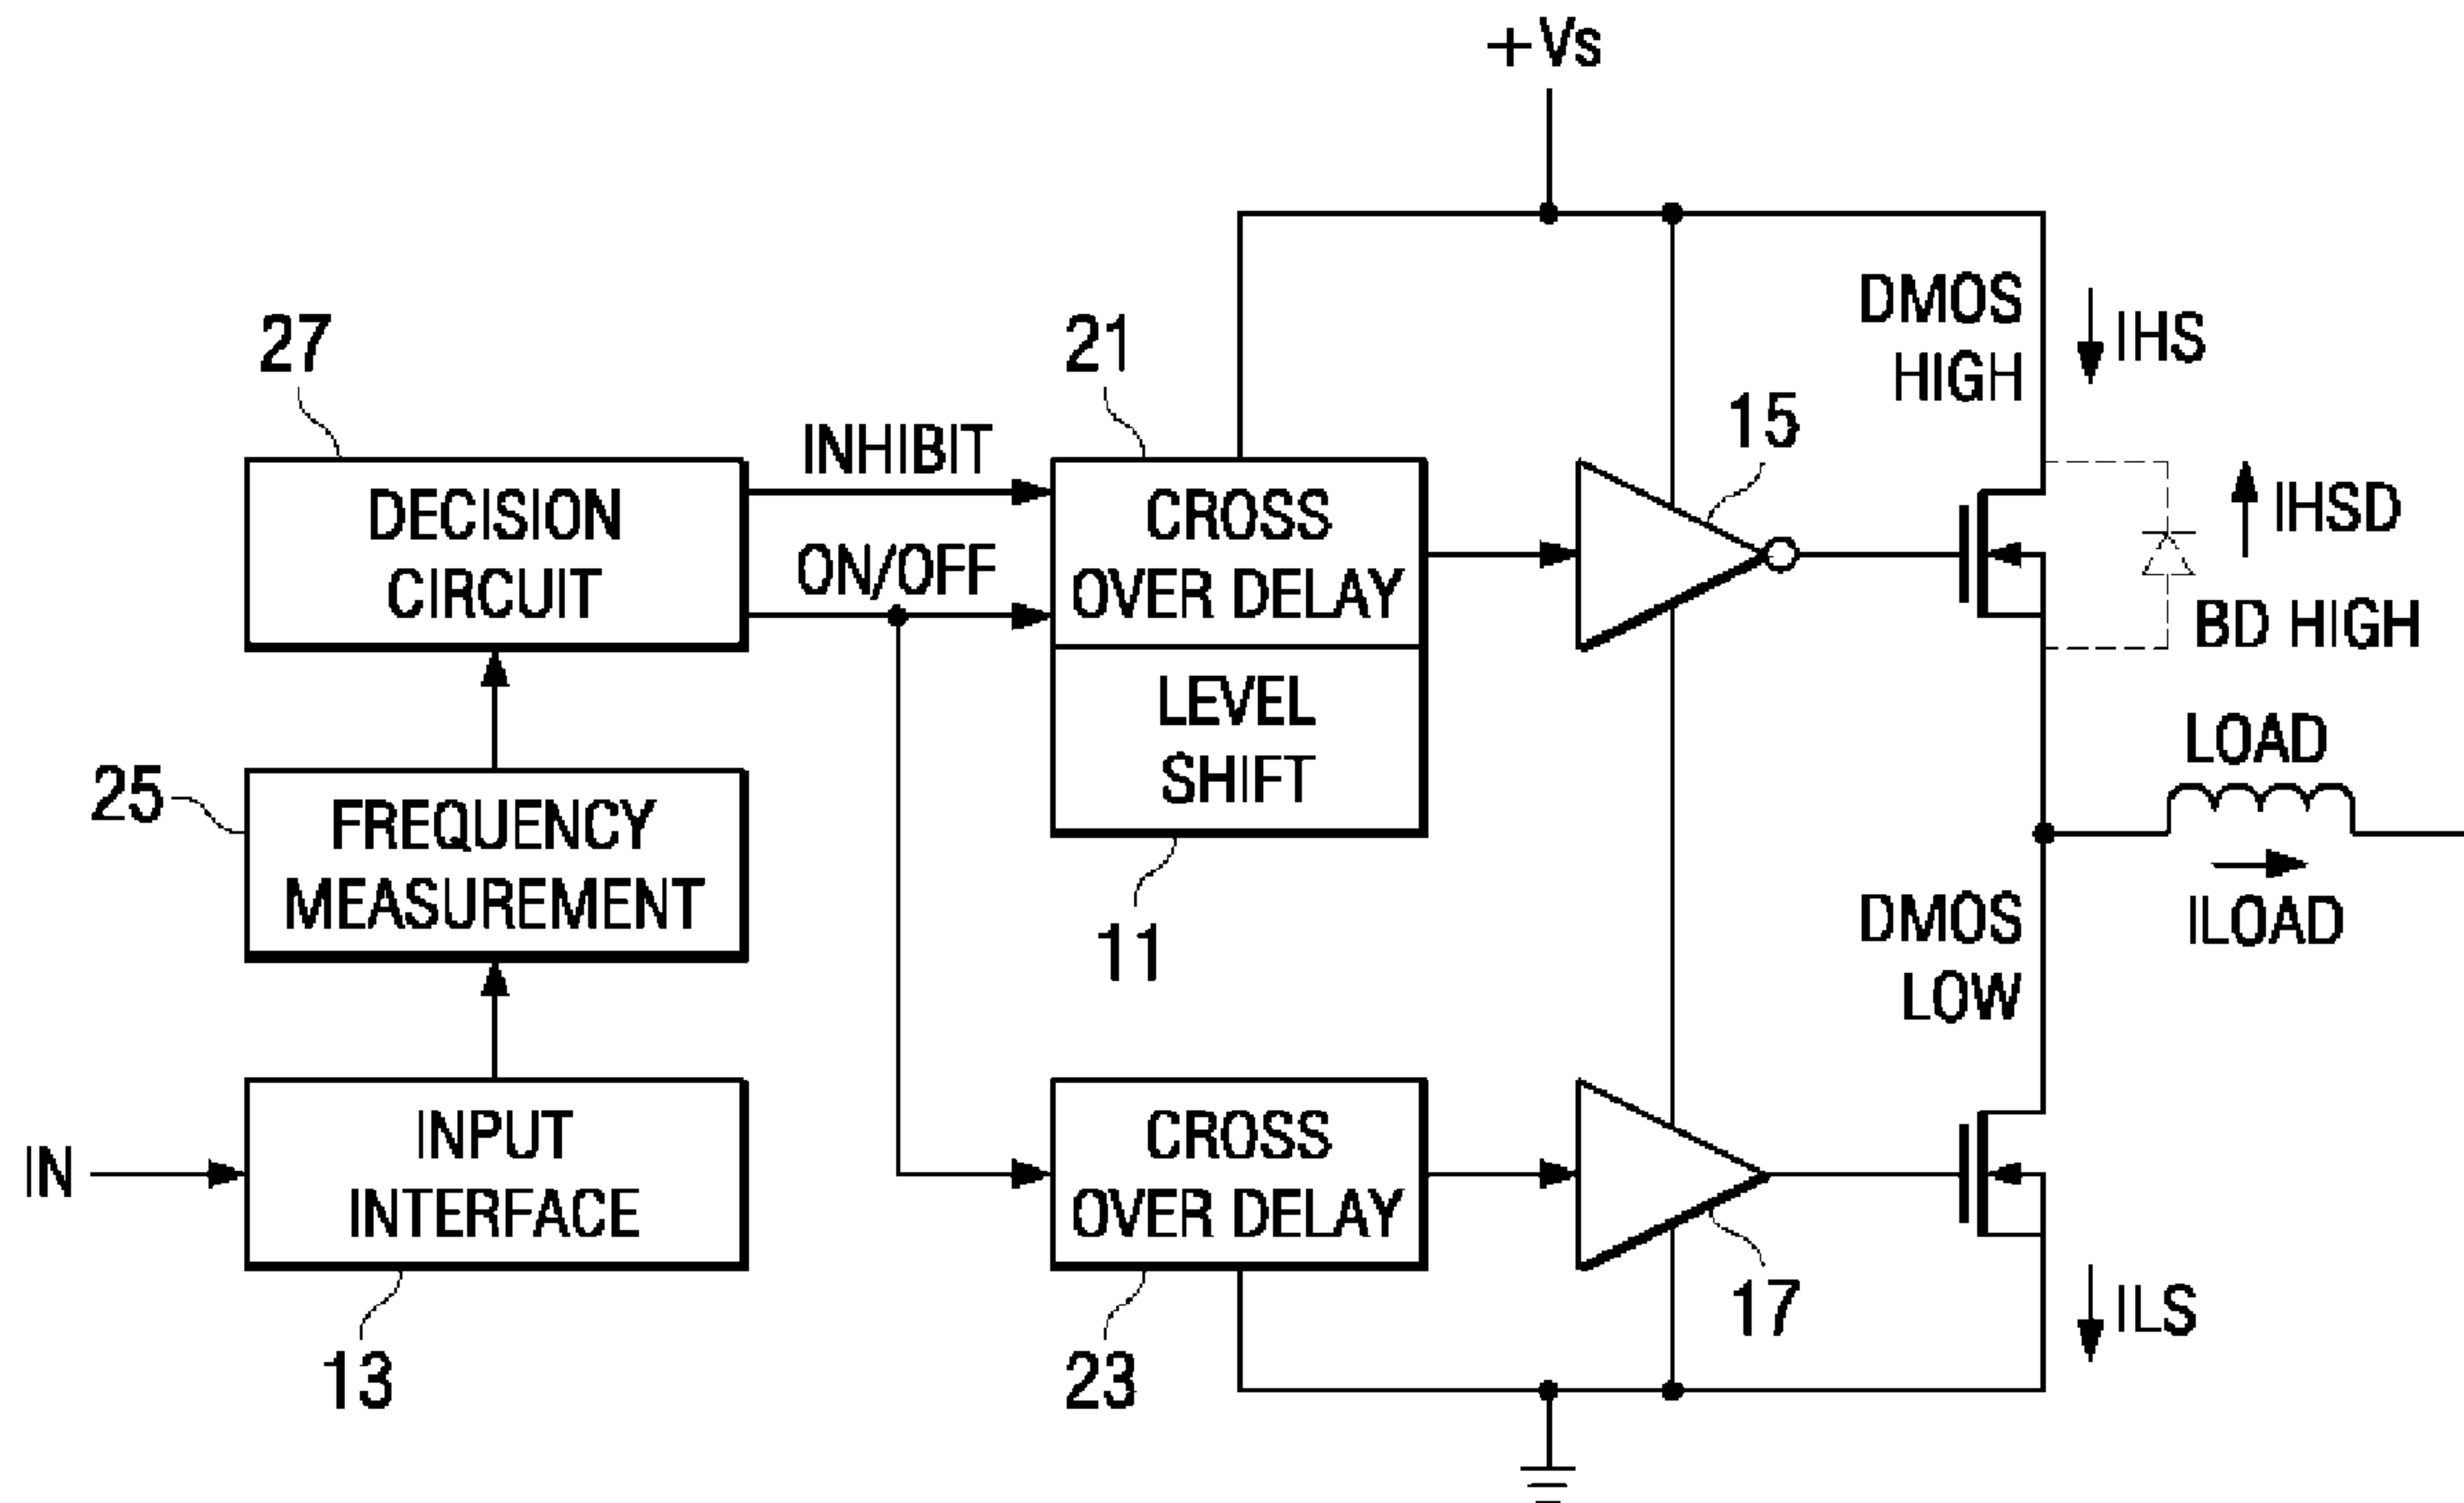 +Vs
DMOS
HIGH
IHS
27
21
15
INHIBIT
DECISION
CIRCUIT
ON/OFF
CROSS
OVER DELAY
IHSD
BD HIGH
LEVEL
SHIFT
LOAD
25
FREQUENCY
MEASUREMENT
11
DMOS
LOW
ILOAD
IN
INPUT
INTERFACE
CROSS
OVER DELAY
17
ILS
13
23